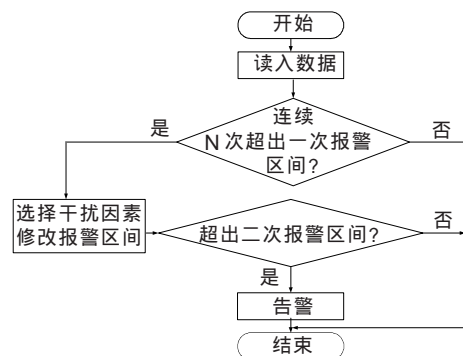 开始
读入数据
连续
N次超出一次报警
区间?
是
否
选择干扰因素
修改报警区间
超出二次报警区间?
否
是
告警
结束